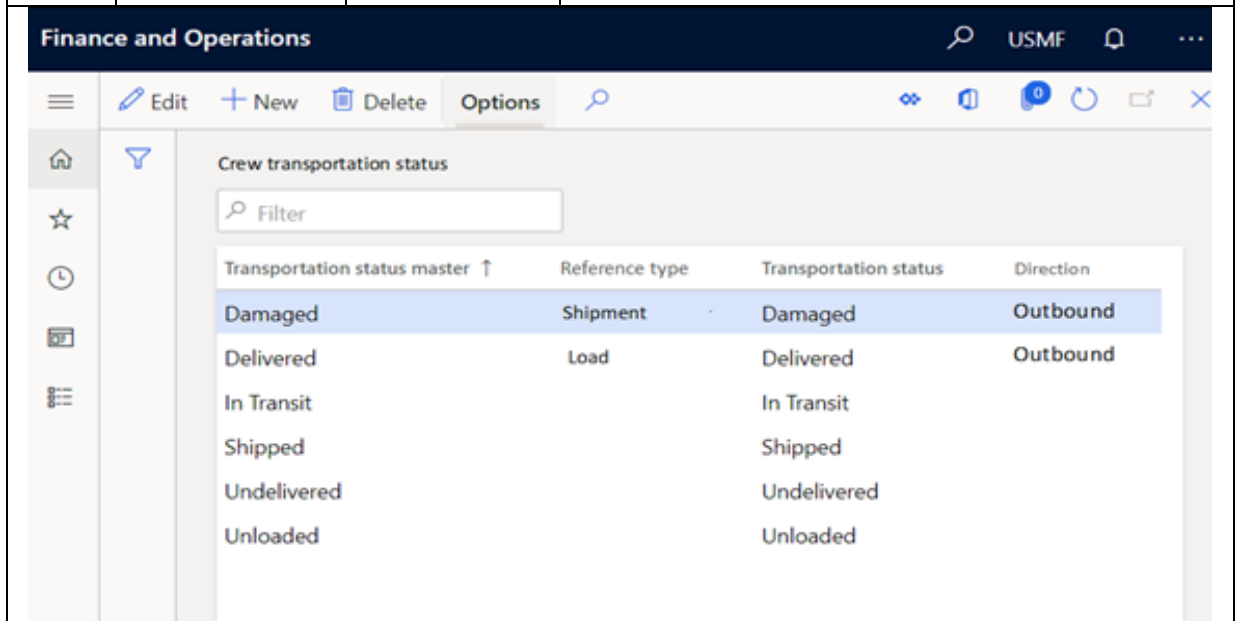 Finance and Operations USMF ...
Edit New Delete Options 0
Crew transportation status
Filter
Transportation status master ↑ Reference type Transportation status Direction
Damaged Shipment Damaged Outbound
Delivered Load Delivered Outbound
In Transit In Transit
Shipped Shipped
Undelivered Undelivered
Unloaded Unloaded